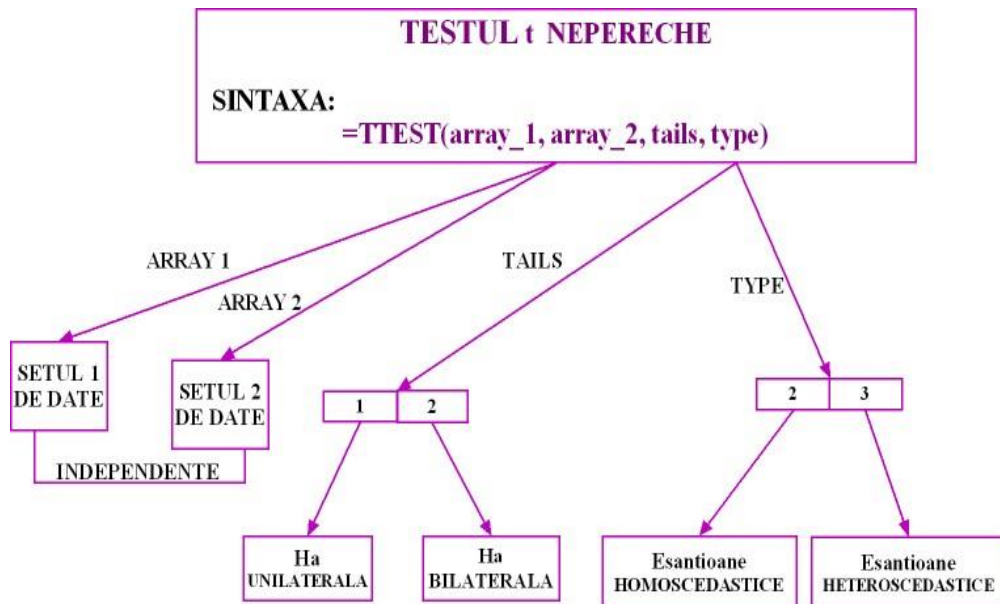 TESTUL t NEPERECHE
SINTAXA:
=TTEST(array_1, array_2, tails, type)
ARRAY 1
ARRAY 2
TAILS
TYPE
SETUL 1
DE DATE
SETUL 2
DE DATE
INDEPENDENTE
1
2
2
3
Ha
UNILATERALA
Ha
BILATERALA
Esantioane
HOMOSCEDASTICE
Esantioane
HETEROSCEDASTICE